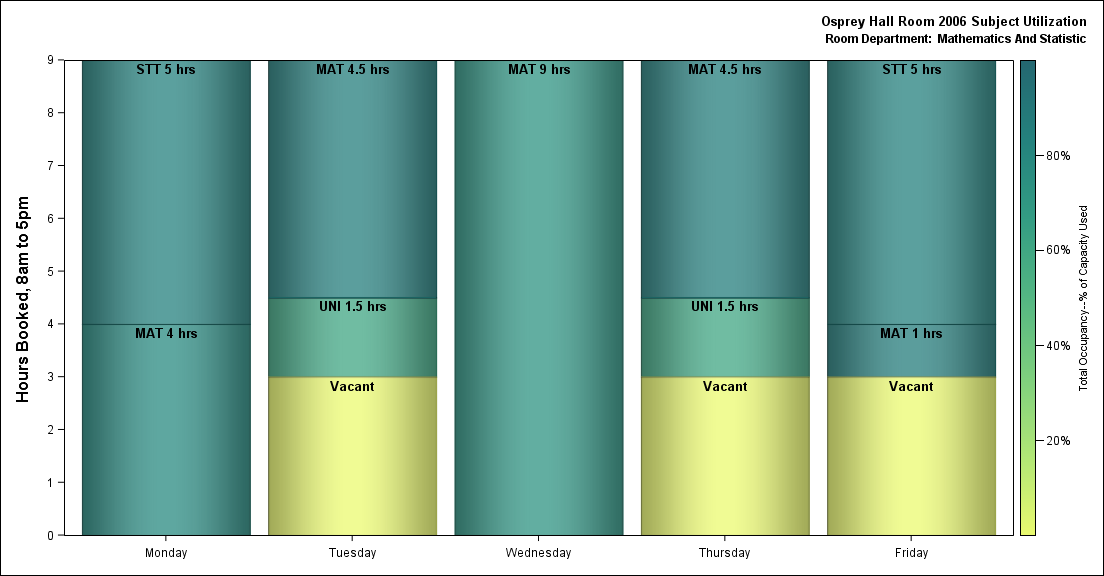 Osprey Hall Room 2006 Subject Utilization
Room Department: Mathematics And Statistic
Hours Booked, 8am to 5pm
9
8
7
6
5
4
3
2
1
0
STT 5 hrs
MAT 4 hrs
MAT 4.5 hrs
UNI 1.5 hrs
Vacant
MAT 9 hrs
MAT 4.5 hrs
UNI 1.5 hrs
Vacant
STT 5 hrs
MAT 1 hrs
Vacant
Monday
Tuesday
Wednesday
Thursday
Friday
80%
60%
40%
20%
Total Occupancy--% of Capacity Used